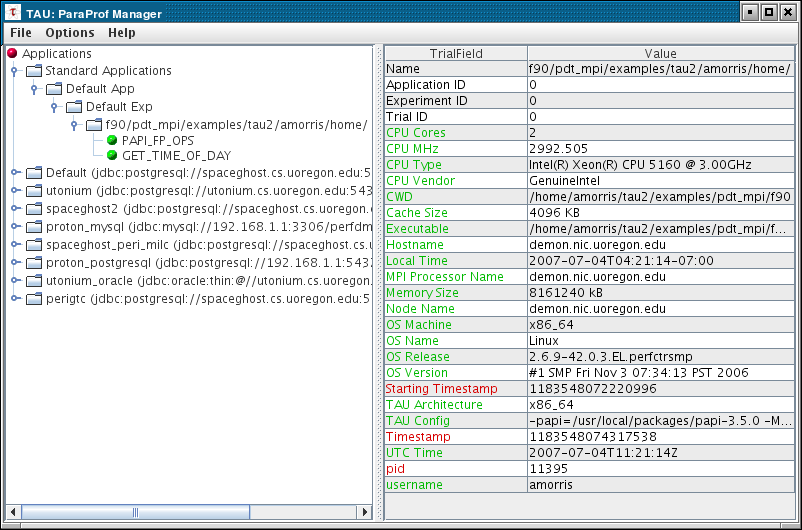 TAU: ParaProf Manager
File Options Help
Applications
Standard Applications
Default App
Default Exp
f90/pdt_mpi/examples/tau2/amorris/home/
PAPI_FP_OPS
GET_TIME_OF_DAY
Default (jdbc:postgresql://spaceghost.cs.uoregon.edu:5
utonium (jdbc:postgresql://utonium.cs.uoregon.edu:543
spaceghost2 (jdbc:postgresql://spaceghost.cs.uoregon.
proton_mysql (jdbc:mysql://192.168.1.1:3306/perfdm
spaceghost_peri_milc (jdbc:postgresql://spaceghost.cs.
proton_postgresql (jdbc:postgresql://192.168.1.1:543
utonium_oracle (jdbc:oracle:thin:@//utonium.cs.uoregon
perigtc (jdbc:postgresql://spaceghost.cs.uoregon.edu:5
TrialField Value
Name f90/pdt_mpi/examples/tau2/amorris/home/
Application ID 0
Experiment ID 0
Trial ID 0
CPU Cores 2
CPU MHz 2992.505
CPU Type Intel(R) Xeon(R) CPU 5160 @ 3.00GHz
CPU Vendor GenuineIntel
CWD /home/amorris/tau2/examples/pdt_mpi/f90
Cache Size 4096 KB
Executable /home/amorris/tau2/examples/pdt_mpi/f...
Hostname demon.nic.uoregon.edu
Local Time 2007-07-04T04:21:14-07:00
MPI Processor Name demon.nic.uoregon.edu
Memory Size 8161240 kB
Node Name demon.nic.uoregon.edu
OS Machine x86_64
OS Name Linux
OS Release 2.6.9-42.0.3.EL.perfctrsmp
OS Version #1 SMP Fri Nov 3 07:34:13 PST 2006
Starting Timestamp 1183548072220996
TAU Architecture x86_64
TAU Config -papi=/usr/local/packages/papi-3.5.0 -M...
Timestamp 1183548074317538
UTC Time 2007-07-04T11:21:14Z
pid 11395
username amorris